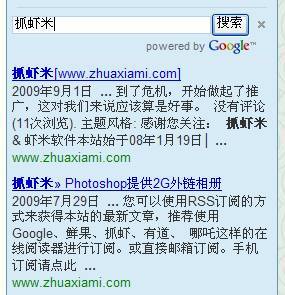 抓虾米 搜索 ×
powered by Google™
抓虾米[www.zhuaxiami.com]
2009年9月1日 ... 到了危机，开始做起了推
广，这对我们来说应该算是好事。 没有评论
(11次浏览). 主题风格: 感谢您关注: 抓虾米
& 虾米软件本站始于08年1月19日│ ...
www.zhuaxiami.com
抓虾米» Photoshop提供2G外链相册
2009年7月29日 ... 您可以使用RSS订阅的方
式来获得本站的最新文章，推荐使用
Google、鲜果、抓虾、有道、 哪吒这样的在
线阅读器进行订阅。或直接邮箱订阅。手机
订阅请点此 ...
www.zhuaxiami.com